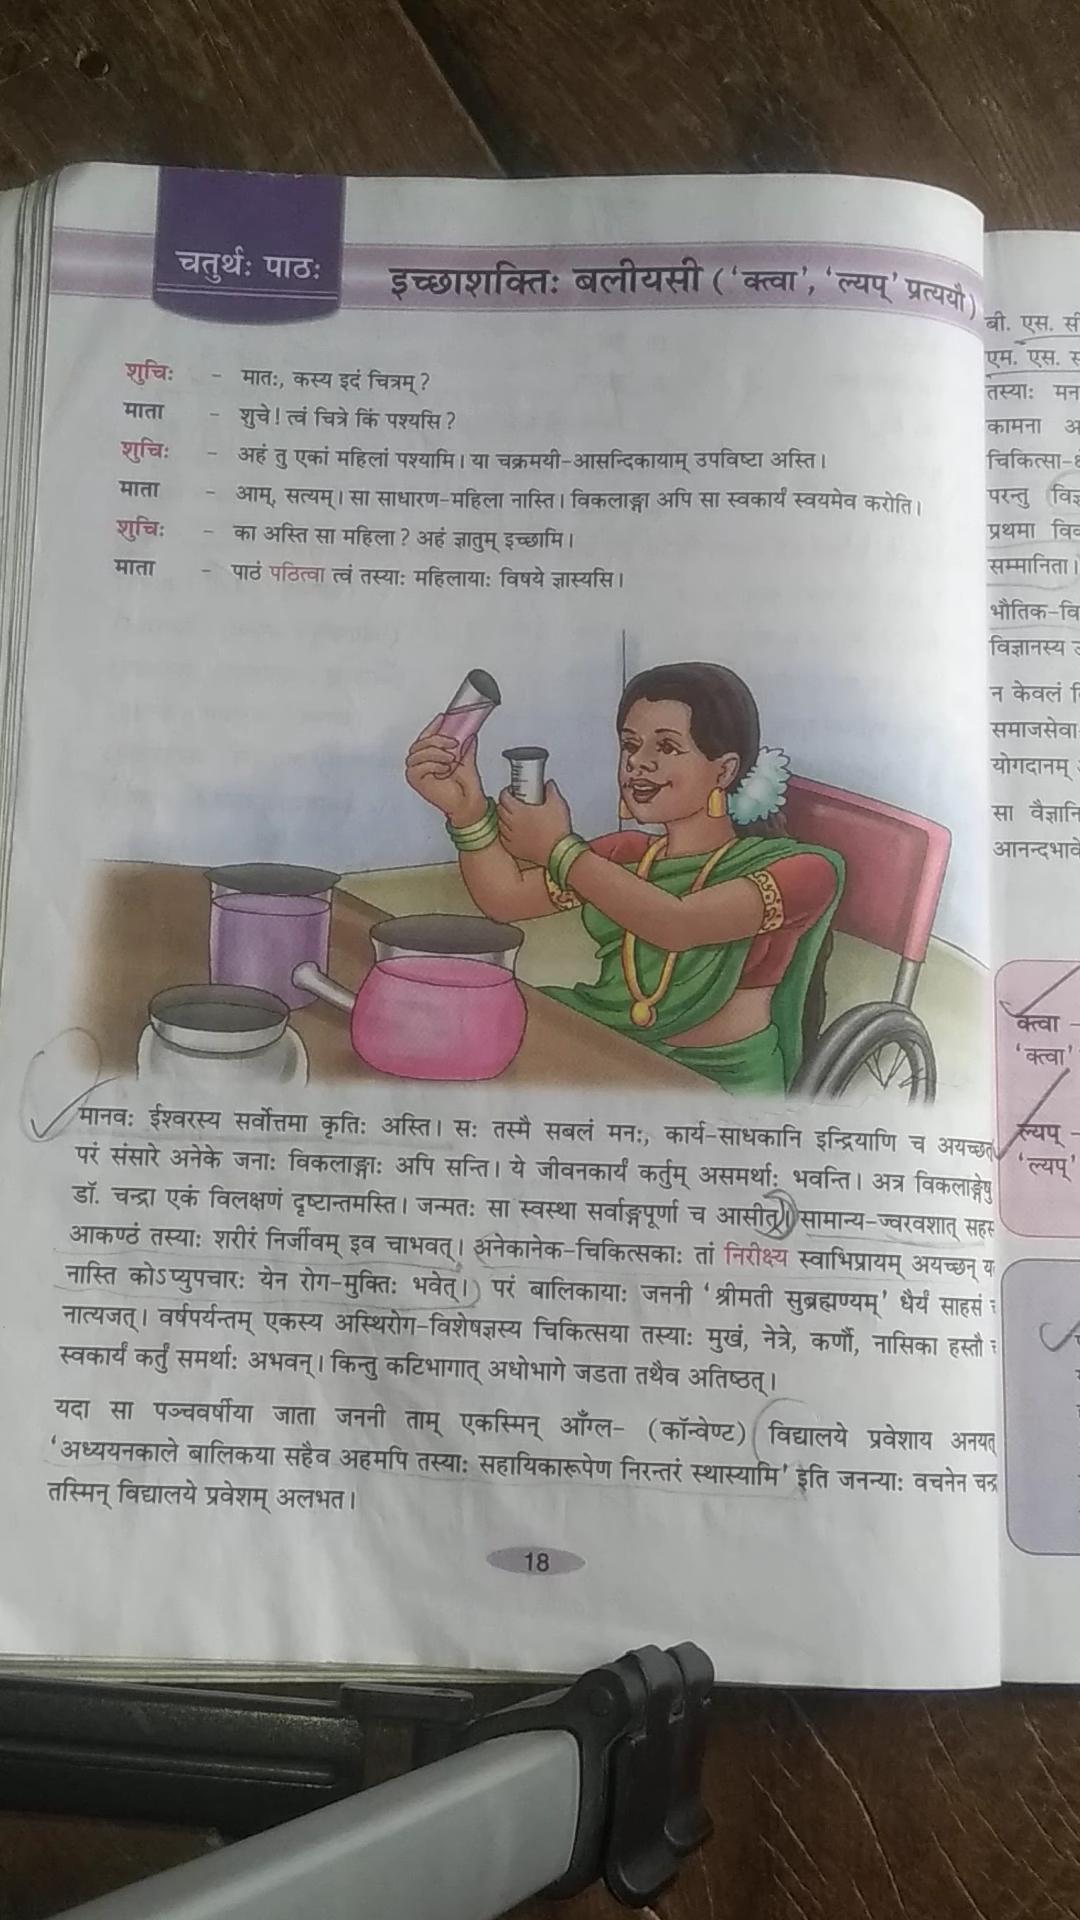 चतुर्थः पाठः
इच्छाशक्तिः बलीयसी ('क्त्वा', 'ल्यप्' प्रत्ययौ)
शुचिः - मातः, कस्य इदं चित्रम्?
माता - शुचे! त्वं चित्रे किं पश्यसि?
शुचिः - अहं तु एकां महिलां पश्यामि। या चक्रमयी-आसन्दिकायाम् उपविष्टा अस्ति।
माता - आम्, सत्यम्। सा साधारण-महिला नास्ति। विकलाङ्गा अपि सा स्वकार्यं स्वयमेव करोति।
शुचिः - का अस्ति सा महिला? अहं ज्ञातुम् इच्छामि।
माता - पाठं पठित्वा त्वं तस्याः महिलायाः विषये ज्ञास्यसि।
मानवः ईश्वरस्य सर्वोत्तमा कृतिः अस्ति। सः तस्मै सबलं मनः, कार्य-साधकानि इन्द्रियाणि च अयच्छत्
परं संसारे अनेके जनाः विकलाङ्गाः अपि सन्ति। ये जीवनकार्यं कर्तुम् असमर्थाः भवन्ति। अत्र विकलाङ्गेषु
डॉ. चन्द्रा एकं विलक्षणं दृष्टान्तमस्ति। जन्मतः सा स्वस्था सर्वाङ्गपूर्णा च आसीत्। सामान्य-ज्वरवशात्
आकण्ठं तस्याः शरीरं निर्जीवम् इव चाभवत्। अनेकानेक-चिकित्सकाः तां निरीक्ष्य स्वाभिप्रायम् अयच्छन्
नास्ति कोऽप्युपचारः येन रोग-मुक्तिः भवेत्। परं बालिकायाः जननी 'श्रीमती सुब्रह्मण्यम्' धैर्यं साहसं
नात्यजत्। वर्षपर्यन्तम् एकस्य अस्थिरोग-विशेषज्ञस्य चिकित्सया तस्याः मुखं, नेत्रे, कर्णौ, नासिका हस्तौ
स्वकार्यं कर्तुं समर्थाः अभवन्। किन्तु कटिभागात् अधोभागे जडता तथैव अतिष्ठत्।
यदा सा पञ्चवर्षीया जाता जननी ताम् एकस्मिन् आँग्ल- (कॉन्वेण्ट) विद्यालये प्रवेशाय अनयत्
'अध्ययनकाले बालिकया सहैव अहमपि तस्याः सहायिकारूपेण निरन्तरं स्थास्यामि' इति जनन्याः वचनेन
तस्मिन् विद्यालये प्रवेशम् अलभत।
18
बी. एस.
एम. एस.
तस्याः
कामना
चिकित्सा-
परन्तु
प्रथमा
सम्मानिता।
भौतिक-
विज्ञानस्य
न केवलं
समाजसेवा
योगदानम्
सा
आनन्दभाव
क्त्वा -
'क्त्वा'
ल्यप् -
'ल्यप्'